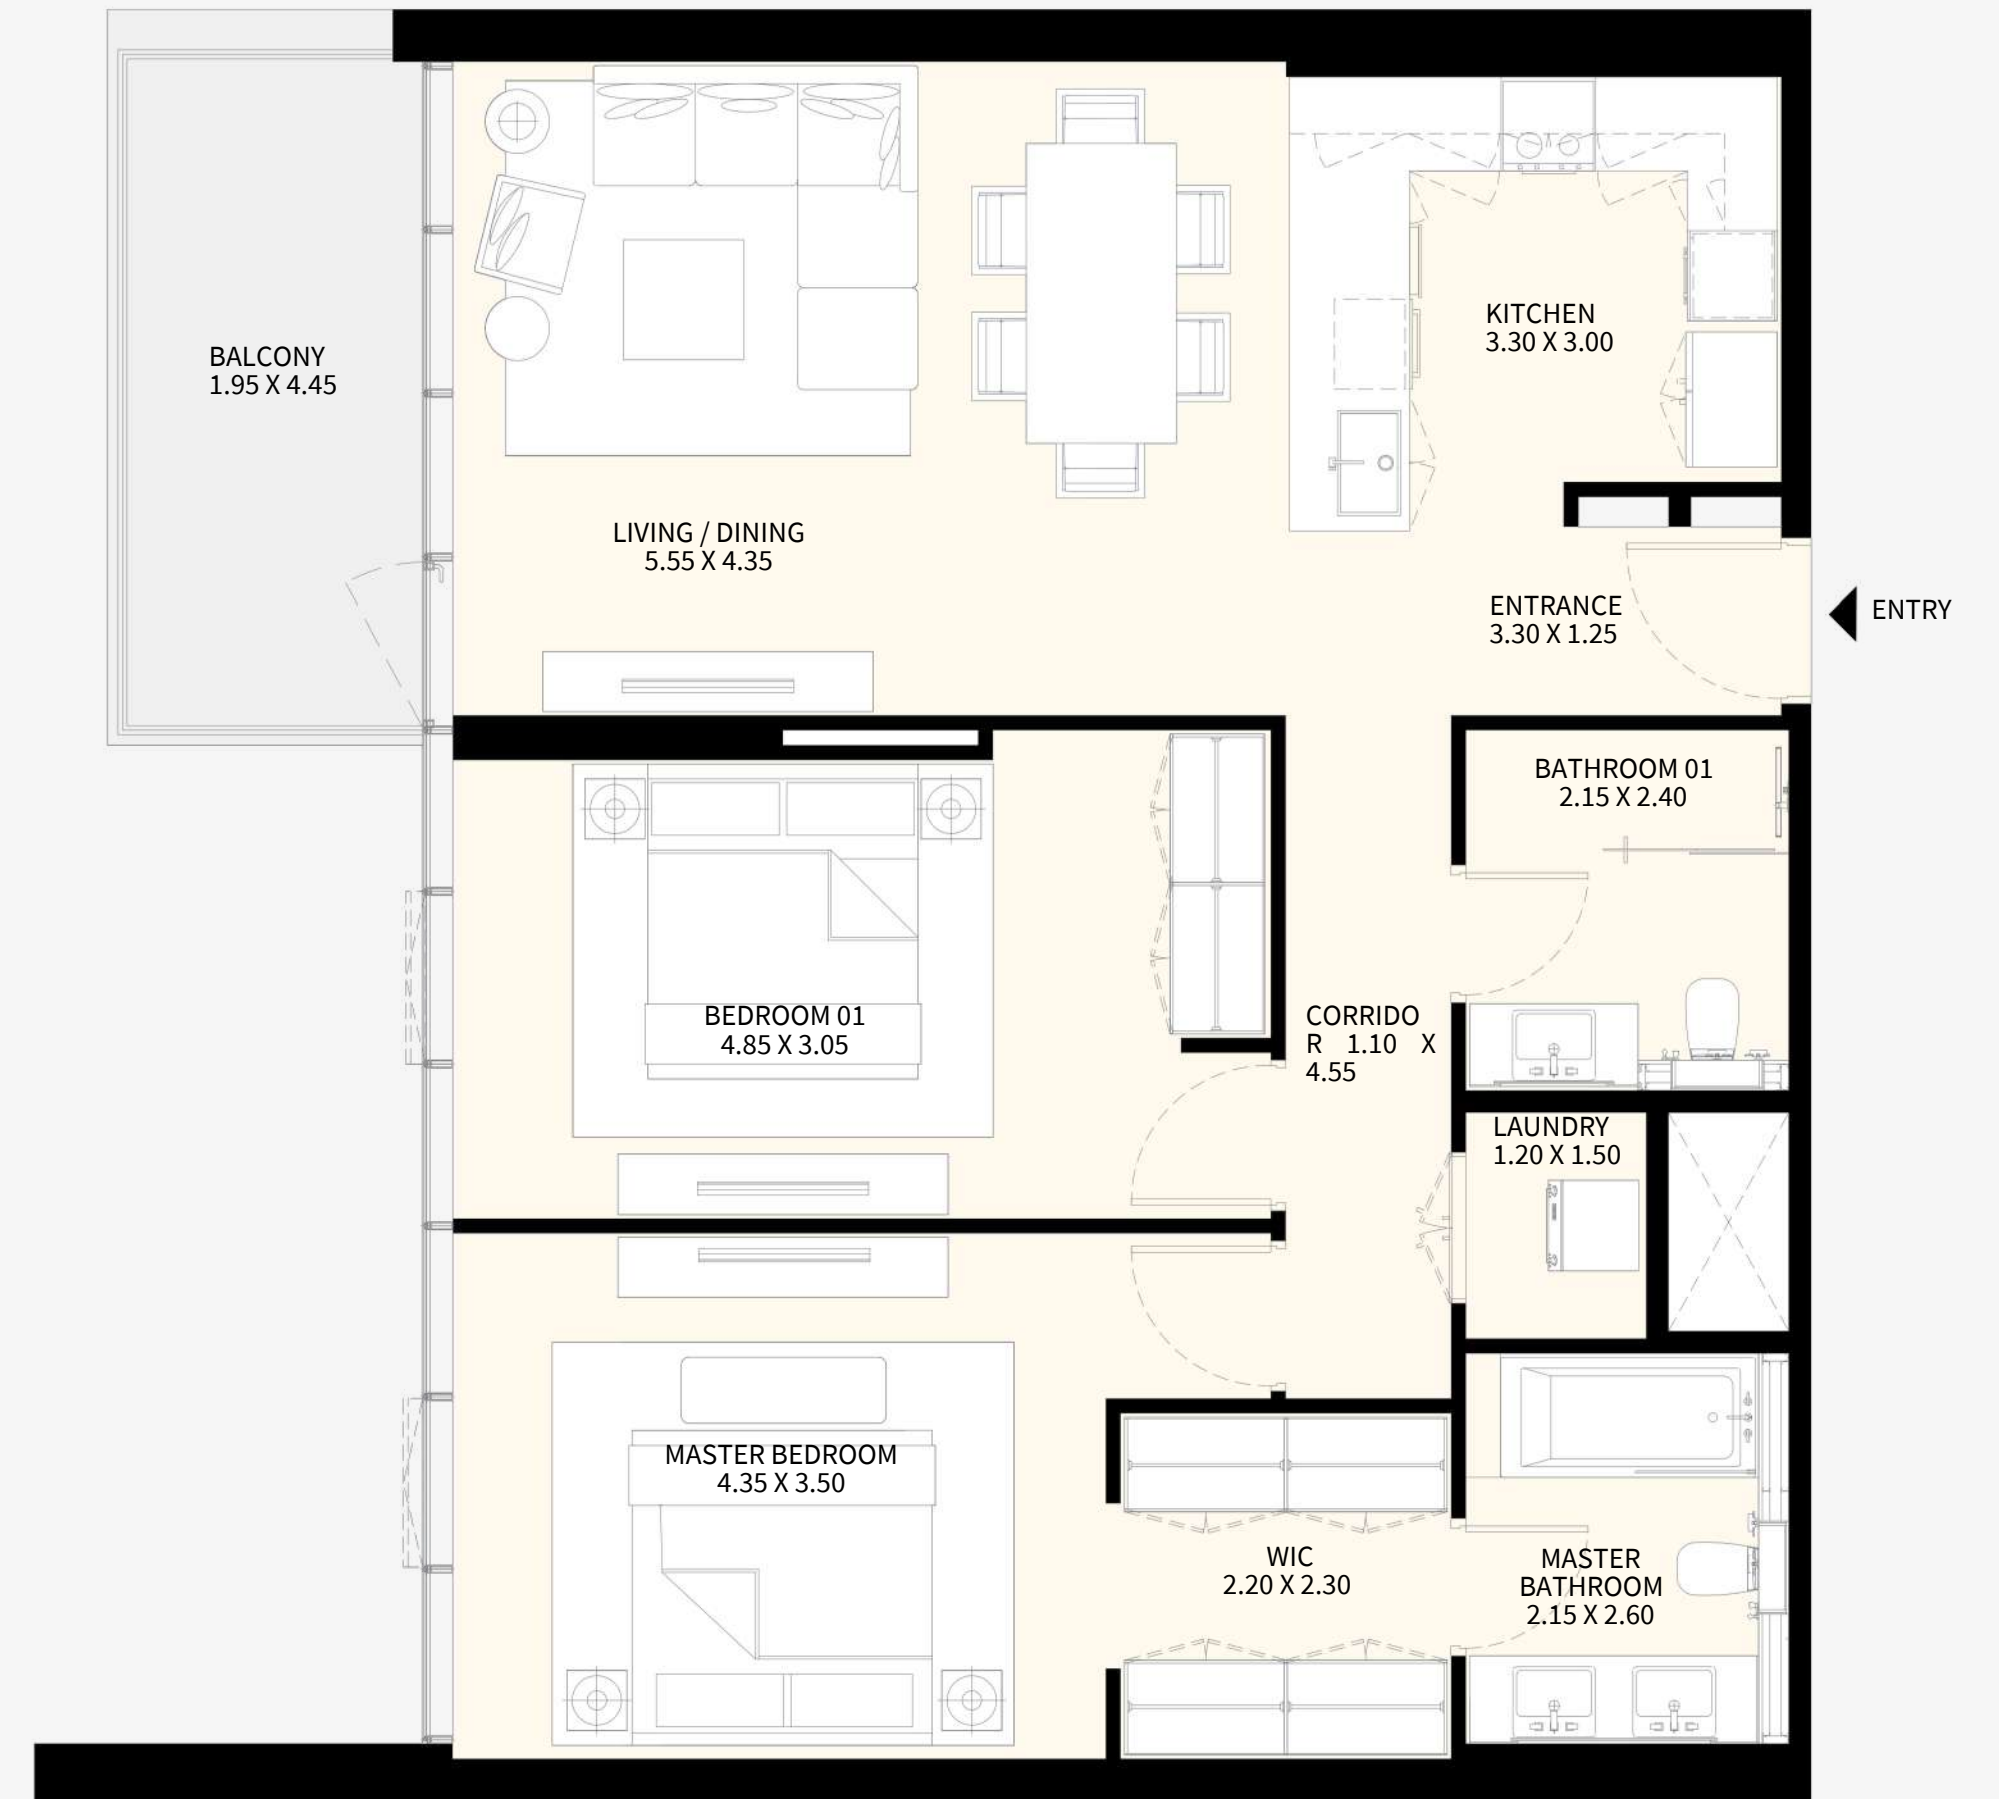 BALCONY
1.95 X 4.45
LIVING / DINING
5.55 X 4.35
KITCHEN
3.30 X 3.00
ENTRANCE
3.30 X 1.25
ENTRY
BATHROOM 01
2.15 X 2.40
BEDROOM 01
4.85 X 3.05
CORRIDO
R 1.10 X
4.55
LAUNDRY
1.20 X 1.50
MASTER BEDROOM
4.35 X 3.50
WIC
2.20 X 2.30
MASTER
BATHROOM
2.15 X 2.60